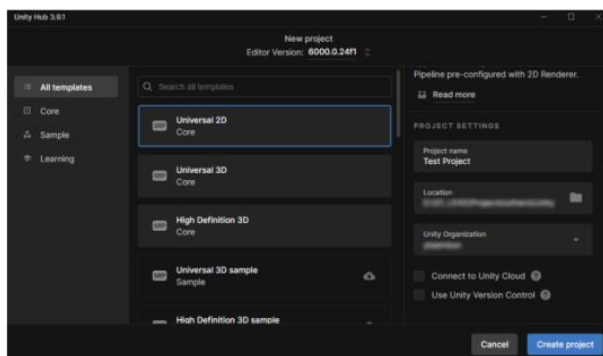 Unity Hub 3.9.1
New project
Editor Version: 6000.0.24f1
All templates
Core
Sample
Learning
Search all templates
Universal 2D
Core
Universal 3D
Core
High Definition 3D
Core
Universal 3D sample
Sample
High Definition 3D sample
Pipeline pre-configured with 2D Renderer.
Read more
PROJECT SETTINGS
Project name
Test Project
Location
Unity Organization
Connect to Unity Cloud
Use Unity Version Control
Cancel
Create project